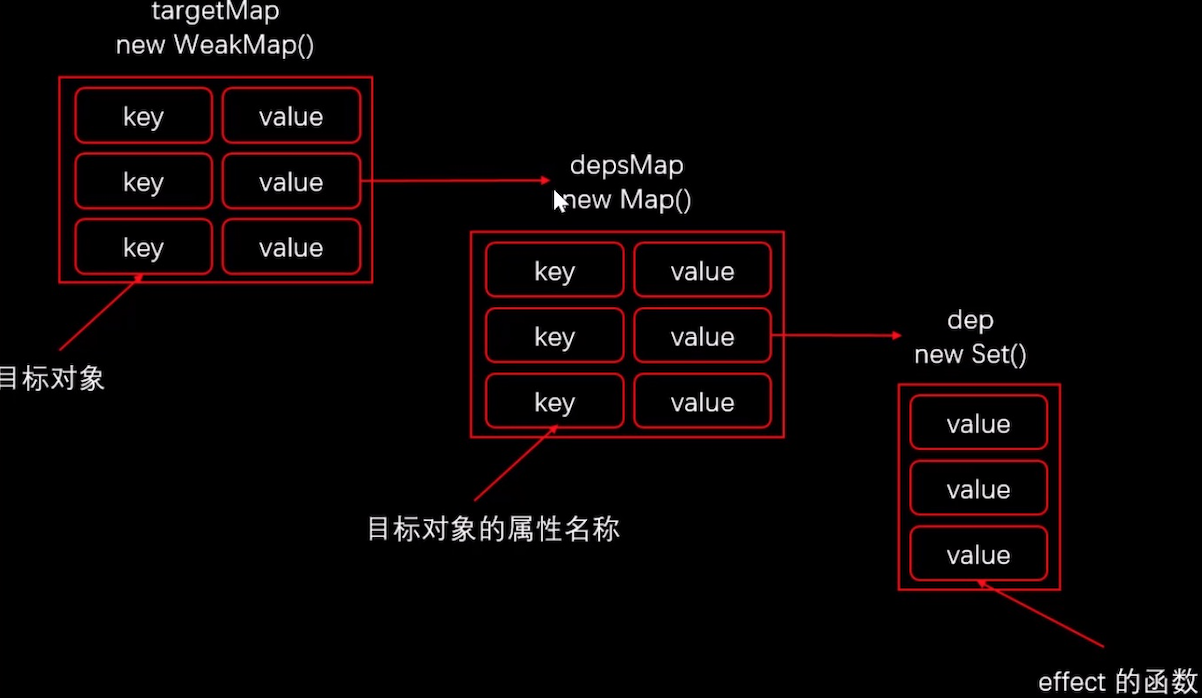 targetMap
new WeakMap()
key value
key value
key value
目标对象
depsMap
new Map()
key value
key value
key value
目标对象的属性名称
dep
new Set()
value
value
value
effect 的函数